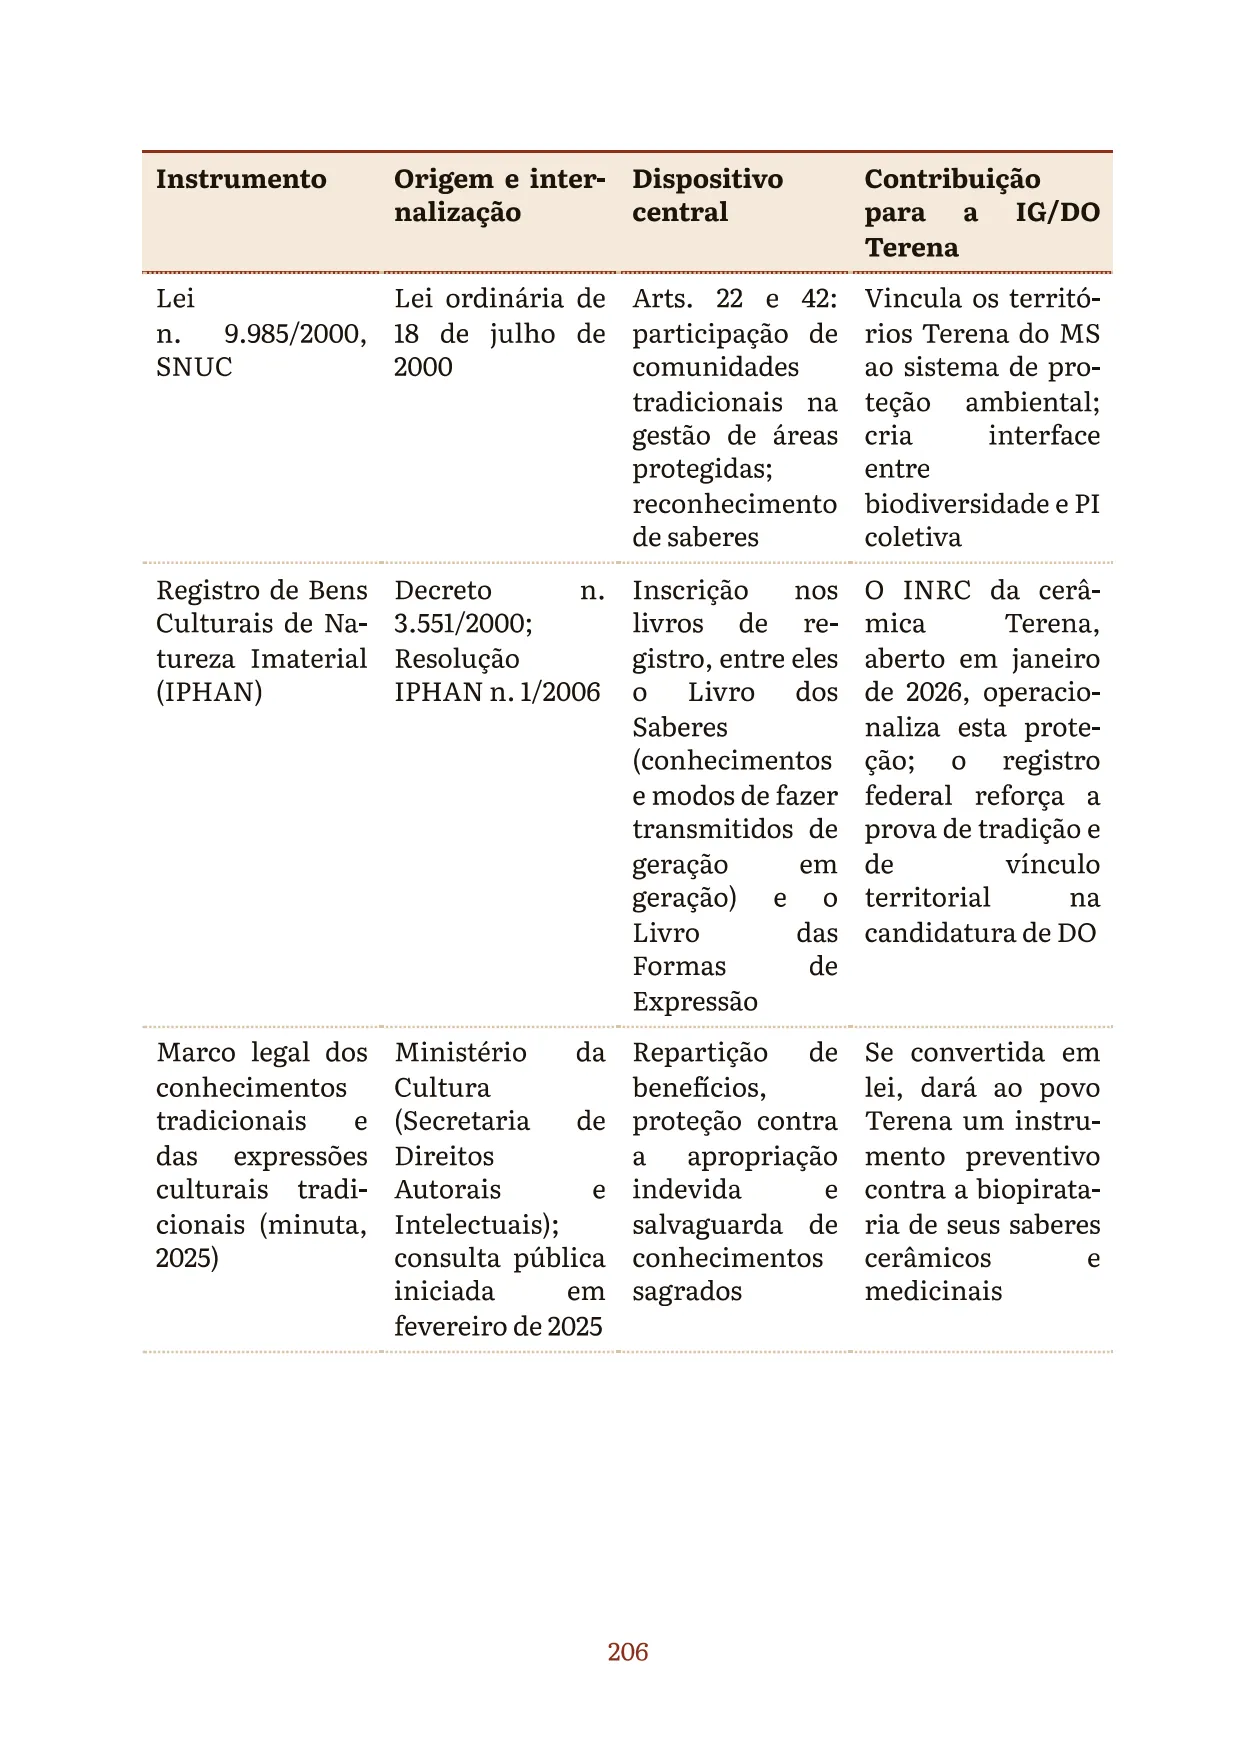 Instrumento
Origem e inter-
nalização
Dispositivo
central
Contribuição
para a IG/DO
Terena
Lei
n. 9.985/2000,
SNUC
Lei ordinária de
18 de julho de
2000
Arts. 22 e 42:
participação de
comunidades
tradicionais na
gestão de áreas
protegidas;
reconhecimento
de saberes
Vincula os territó-
rios Terena do MS
ao sistema de pro-
teção ambiental;
cria interface
entre
biodiversidade e PI
coletiva
Registro de Bens
Culturais de Na-
tureza Imaterial
(IPHAN)
Decreto n.
3.551/2000;
Resolução
IPHAN n. 1/2006
Inscrição nos
livros de re-
gistro, entre eles
o Livro dos
Saberes
(conhecimentos
e modos de fazer
transmitidos de
geração em
geração) e o
Livro das
Formas de
Expressão
O INRC da cerâ-
mica Terena,
aberto em janeiro
de 2026, operacio-
naliza esta prote-
ção; o registro
federal reforça a
prova de tradição e
de vínculo
territorial na
candidatura de DO
Marco legal dos
conhecimentos
tradicionais e
das expressões
culturais tradi-
cionais (minuta,
2025)
Ministério da
Cultura
(Secretaria de
Direitos
Autorais e
Intelectuais);
consulta pública
iniciada em
fevereiro de 2025
Repartição de
benefícios,
proteção contra
a apropriação
indevida e
salvaguarda de
conhecimentos
sagrados
Se convertida em
lei, dará ao povo
Terena um instru-
mento preventivo
contra a biopirata-
ria de seus saberes
cerâmicos e
medicinais
206